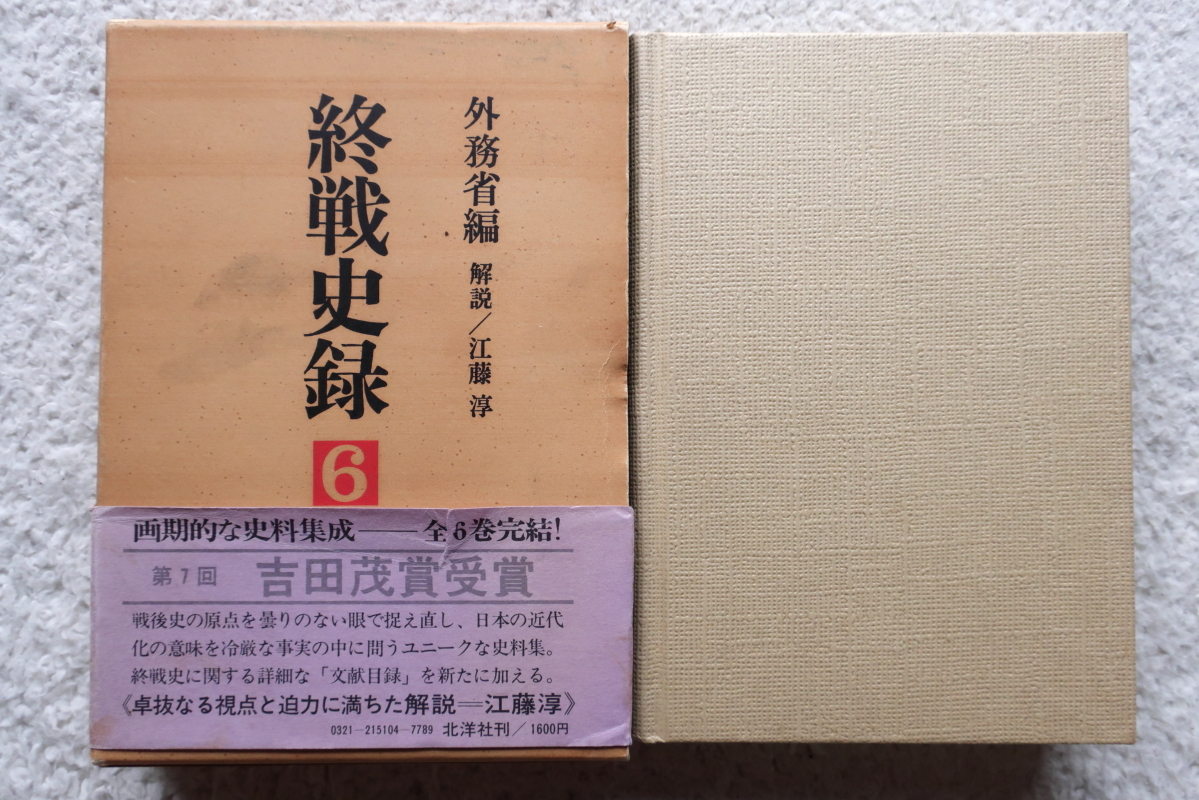 外務省編 解説／江藤 淳
終戦史録
6
画期的な史料集成――全6巻完結!
第7回 吉田茂賞受賞
戦後史の原点を曇りのない眼で捉え直し、日本の近代
化の意味を冷厳な事実の中に問うユニークな史料集。
終戦史に関する詳細な「文献目録」を新たに加える。
《卓抜なる視点と迫力に満ちた解説＝江藤淳》
0321―215104―7789 北洋社刊／1600円